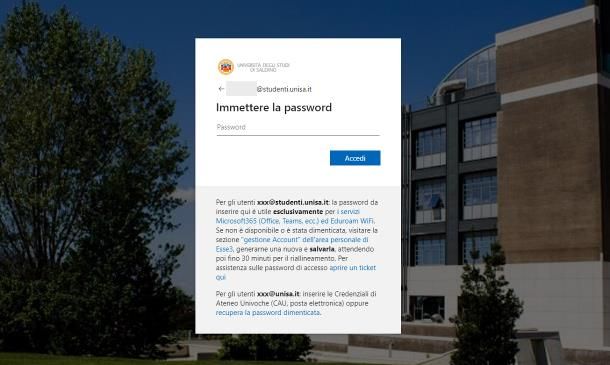 UNIVERSITÀ DEGLI STUDI
DI SALERNO
@studenti.unisa.it
Immettere la password
Password
Accedi
Per gli utenti xxx@studenti.unisa.it: la password da
inserire qui è utile esclusivamente per i servizi
Microsoft365 (Office, Teams, ecc.) ed Eduroam WiFi.
Se non è disponibile o è stata dimenticata, visitare la
sezione "gestione Account" dell'area personale di
Esse3, generarne una nuova e salvarla, attendendo
poi fino 30 minuti per il riallineamento. Per
assistenza sulle password di accesso aprire un ticket
qui
Per gli utenti xxx@unisa.it: inserire le Credenziali di
Ateneo Univoche (CAU, posta elettronica) oppure
recupera la password dimenticata.